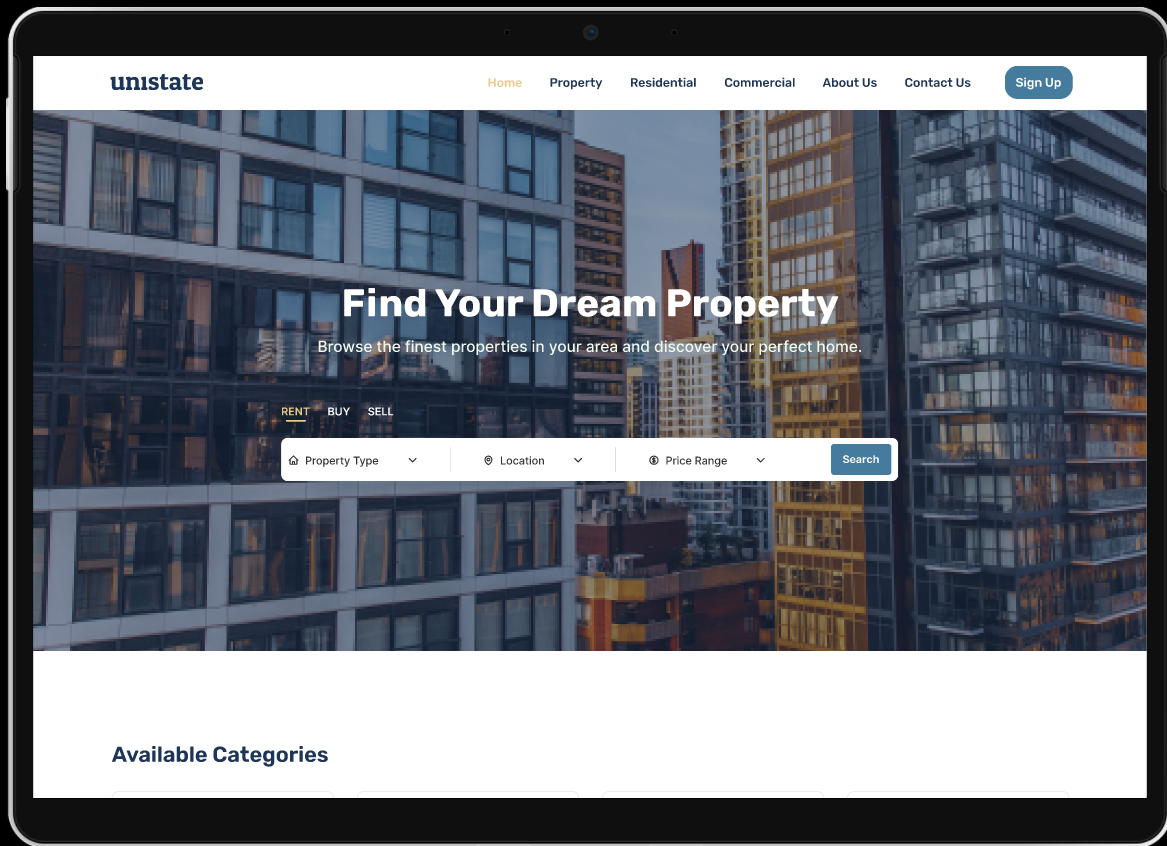 unıstate
Home Property Residential Commercial About Us Contact Us Sign Up
Find Your Dream Property
Browse the finest properties in your area and discover your perfect home.
RENT BUY SELL
Property Type Location Price Range Search
Available Categories